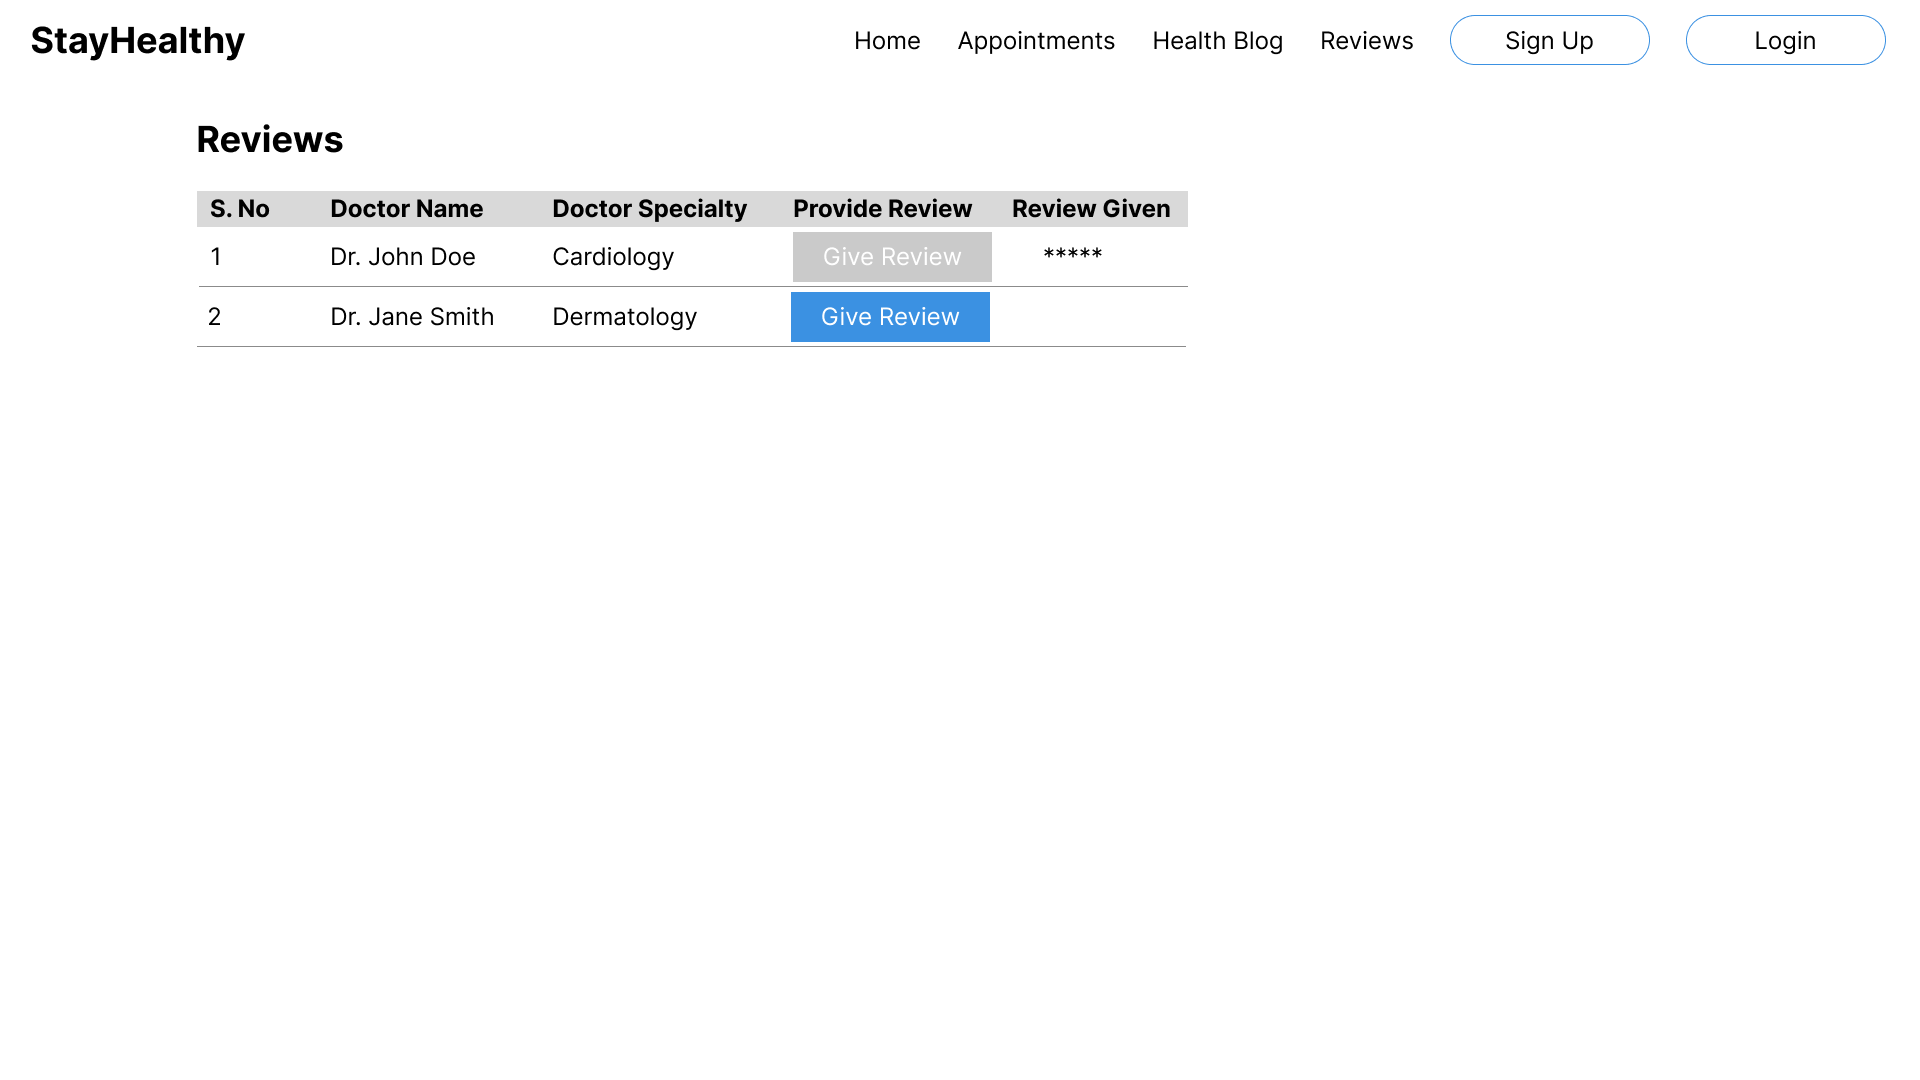 StayHealthy Home Appointments Health Blog Reviews Sign Up Login
Reviews
S. No Doctor Name Doctor Specialty Provide Review Review Given
1 Dr. John Doe Cardiology Give Review *****
2 Dr. Jane Smith Dermatology Give Review